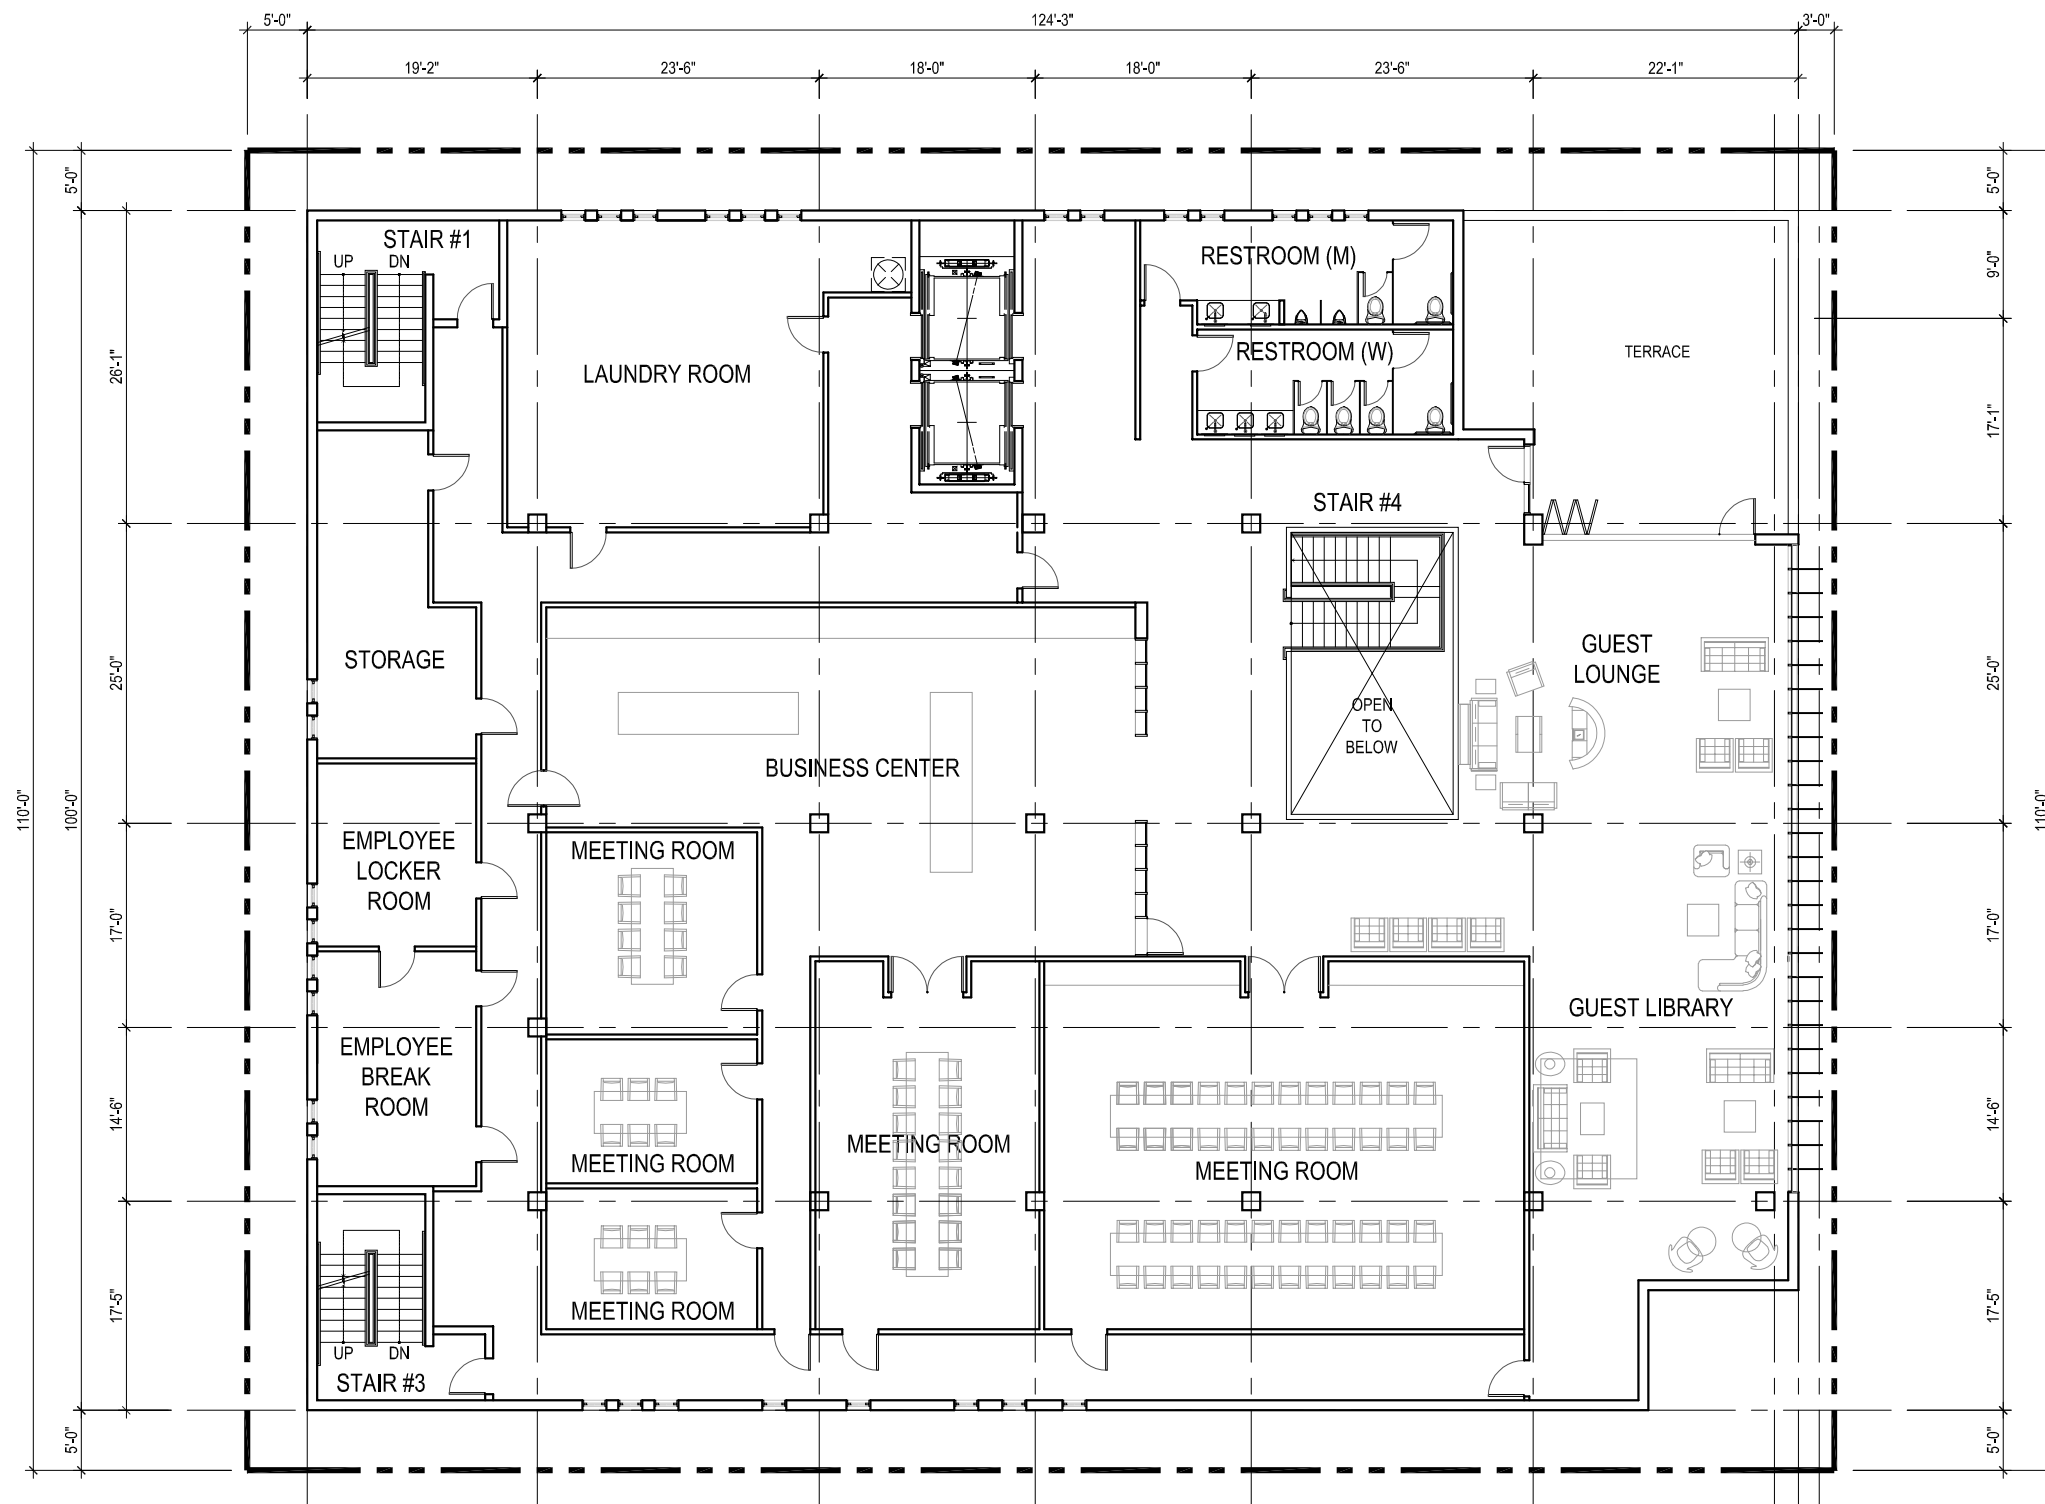 5'-0"
124'-3"
3'-0"
19'-2"
23'-6"
18'-0"
18'-0"
23'-6"
22'-1"
5'-0"
5'-0"
STAIR #1
UP
DN
RESTROOM (M)
9'-0"
RESTROOM (W)
TERRACE
26'-1"
LAUNDRY ROOM
17'-1"
STAIR #4
STORAGE
25'-0"
GUEST
LOUNGE
25'-0"
OPEN
TO
BELOW
BUSINESS CENTER
110'-0"
100'-0"
110'-0"
EMPLOYEE
LOCKER
ROOM
MEETING ROOM
17'-0"
17'-0"
GUEST LIBRARY
EMPLOYEE
BREAK
ROOM
14'-6"
14'-6"
MEETING ROOM
MEETING ROOM
MEETING ROOM
MEETING ROOM
17'-5"
17'-5"
UP
DN
STAIR #3
5'-0"
5'-0"